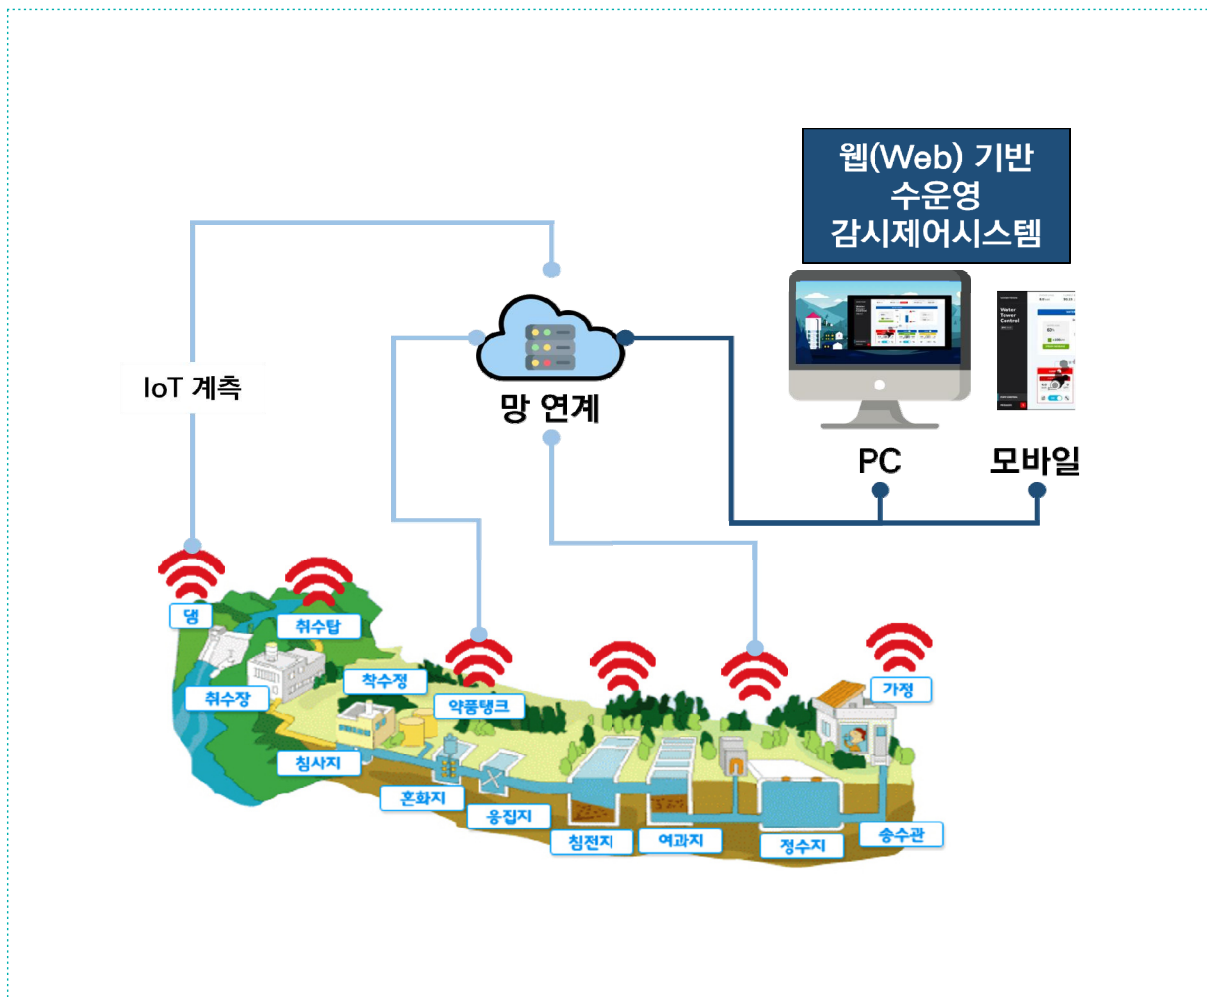 웹(Web) 기반
수운영
감시제어시스템
IoT 계측
망 연계
PC
모바일
Water
Tower
Control
댐
취수탑
취수장
착수정
약품탱크
가정
침사지
혼화지
응집지
침전지
여과지
정수지
송수관